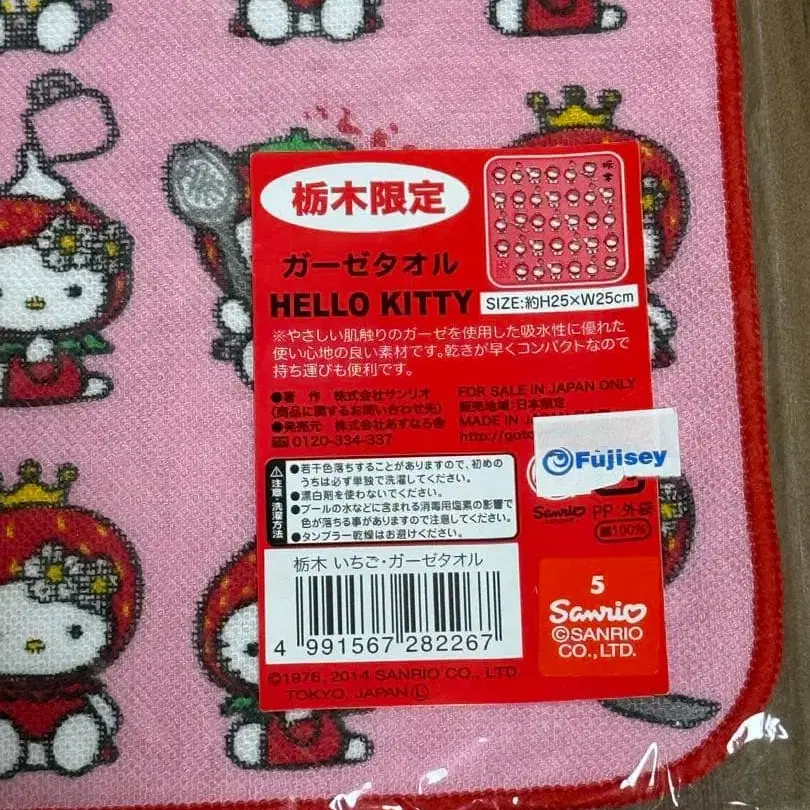 栃木限定
栃木
ガーゼタオル
HELLO KITTY
SIZE:約H25×W25cm
※やさしい肌触りのガーゼを使用した吸水性に優れた
使い心地の良い素材です。乾きが早くコンパクトなので
持ち運びも便利です。
●著 作 株式会社サンリオ
(商品に関するお問い合わせ先)
●発売元 株式会社あすなろ舎
0120-334-337
FOR SALE IN JAPAN ONLY
販売地域:日本限定
MADE IN
http://goto
Fujisey
⚠注意・洗濯方法
●若干色落ちすることがありますので、初めの
うちは必ず単独で洗濯してください。
●漂白剤を使わないでください。
●プールの水などに含まれる消毒用塩素の影響で
色が落ちる事がありますので注意してください。
●タンブラー乾燥はお避けください。
Sanrio PP 外袋
綿100%
栃木 いちご・ガーゼタオル
4 991567 282267
5
Sanrio
©SANRIO
CO., LTD.
©1976, 2014 SANRIO CO., LTD.
TOKYO, JAPAN Ⓛ